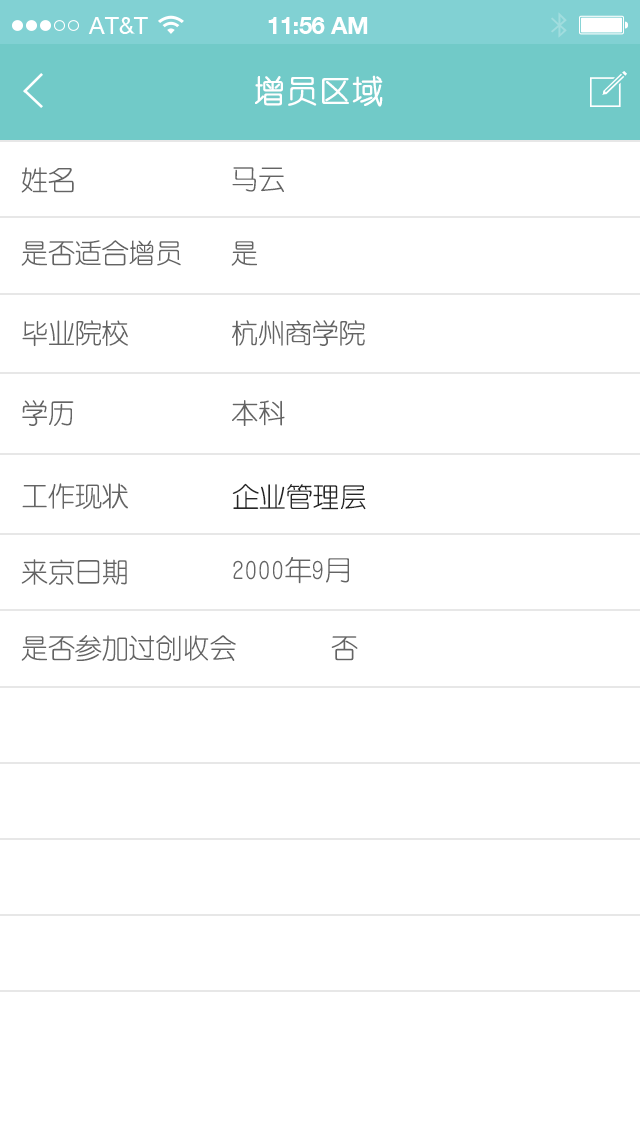 AT&T 11:56 AM
增员区域
姓名 马云
是否适合增员 是
毕业院校 杭州商学院
学历 本科
工作现状 企业管理层
来京日期 2000年9月
是否参加过创收会 否